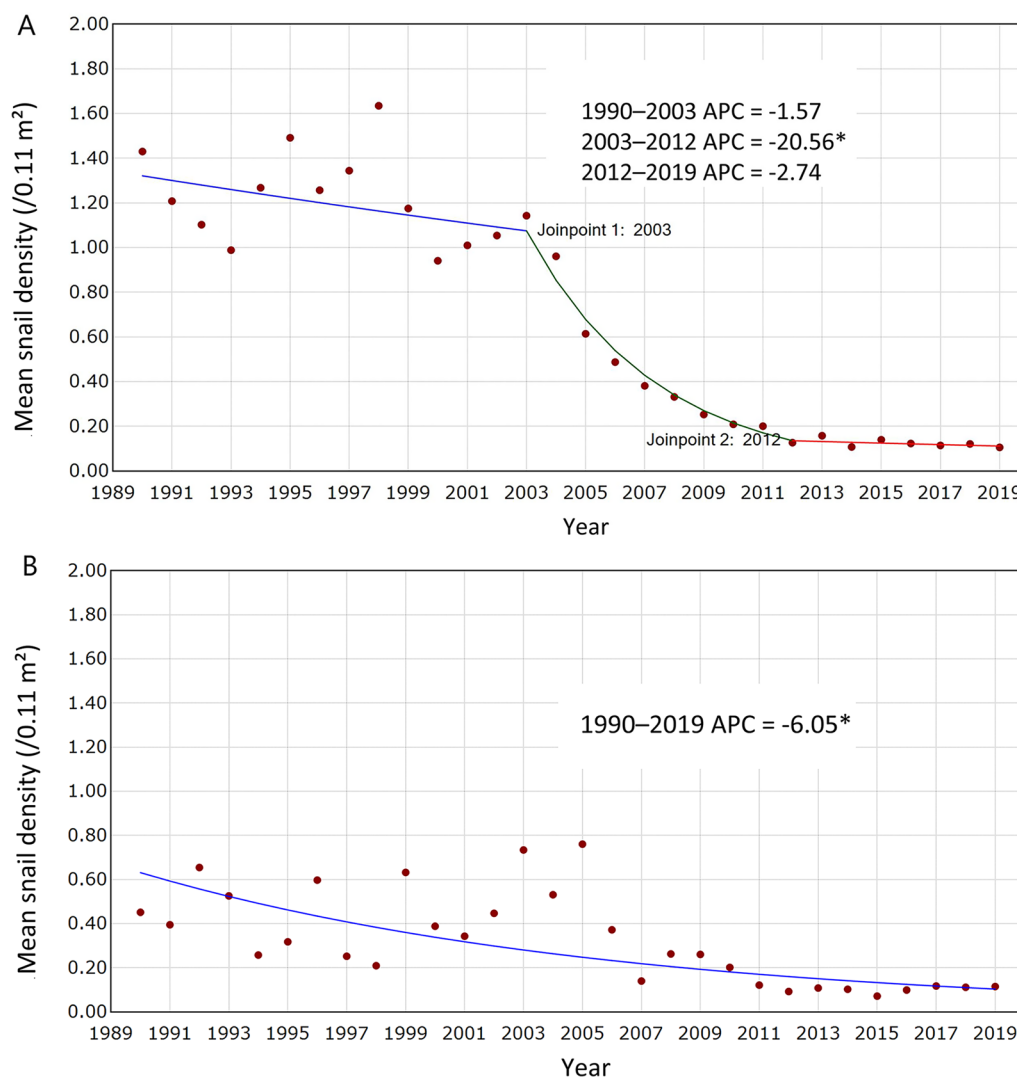 A
2.00
1.80
1.60
1.40
1.20
1.00
0.80
0.60
0.40
0.20
0.00
Mean snail density (/0.11 m²)
1990–2003 APC = -1.57
2003–2012 APC = -20.56*
2012–2019 APC = -2.74
Joinpoint 1: 2003
Joinpoint 2: 2012
1989 1991 1993 1995 1997 1999 2001 2003 2005 2007 2009 2011 2013 2015 2017 2019
Year
B
2.00
1.80
1.60
1.40
1.20
1.00
0.80
0.60
0.40
0.20
0.00
Mean snail density (/0.11 m²)
1990–2019 APC = -6.05*
1989 1991 1993 1995 1997 1999 2001 2003 2005 2007 2009 2011 2013 2015 2017 2019
Year